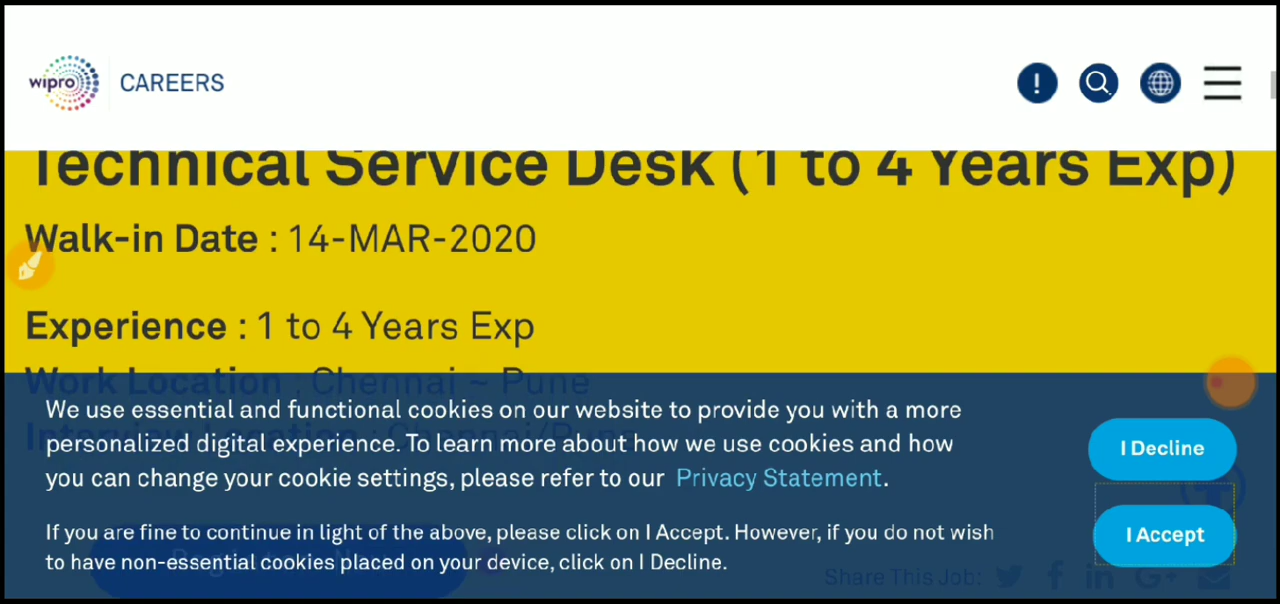 wipro CAREERS
Technical Service Desk (1 to 4 Years Exp)
Walk-in Date : 14-MAR-2020
Experience : 1 to 4 Years Exp
Work Location : Chennai ~ Pune
We use essential and functional cookies on our website to provide you with a more
personalized digital experience. To learn more about how we use cookies and how
you can change your cookie settings, please refer to our Privacy Statement.
I Decline
If you are fine to continue in light of the above, please click on I Accept. However, if you do not wish
to have non-essential cookies placed on your device, click on I Decline.
I Accept
Share This Job: